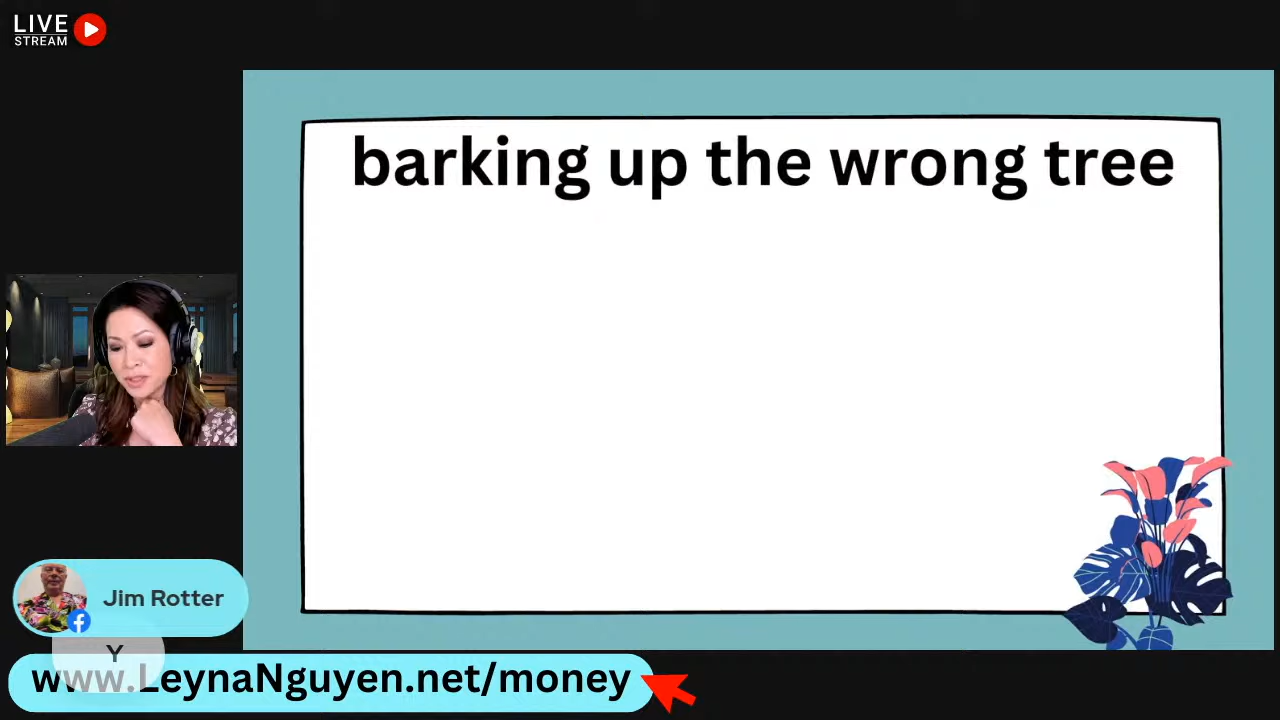 LIVE
STREAM
barking up the wrong tree
Jim Rotter
Y
www.LeynaNguyen.net/money